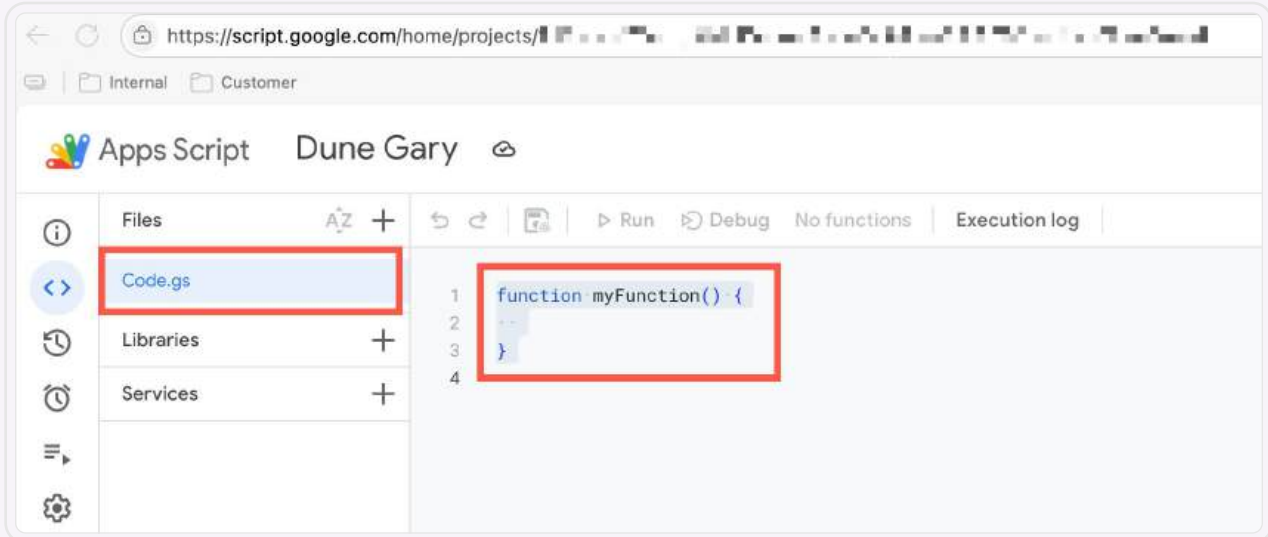 https://script.google.com/home/projects/
Internal Customer
Apps Script Dune Gary
Files AZ Run Debug No functions Execution log
Code.gs
1 function myFunction() {
2
3 }
4
Libraries
Services